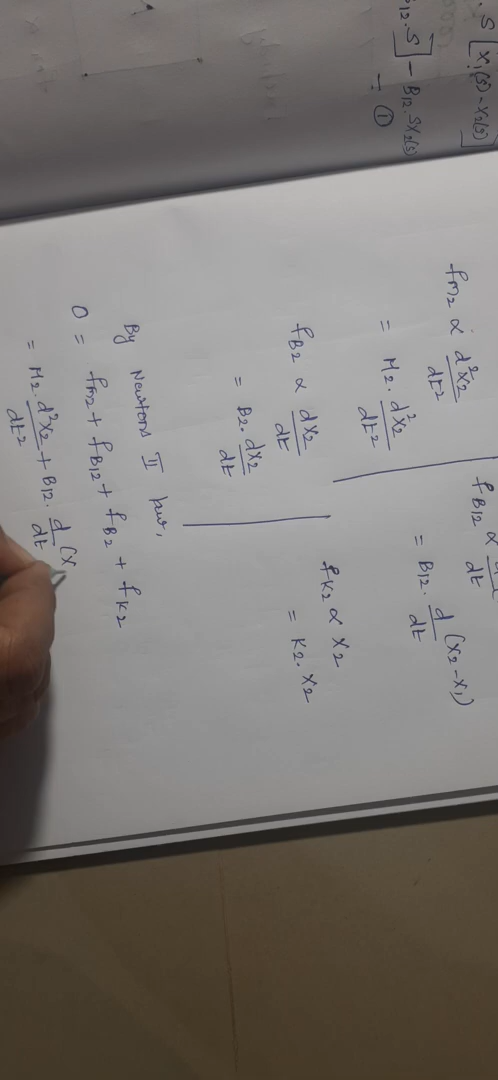 S [X₁(s) - X₂(s)]
B₁₂.S] - B₁₂.SX₂(s)
- ①
fm₂ ∝ d²x₂/dt²
= M₂. d²x₂/dt²
fB₁₂ ∝ d/dt
= B₁₂. d/dt (x₂-x₁)
fB₂ ∝ dx₂/dt
= B₂. dx₂/dt
fK₂ ∝ x₂
= K₂. x₂
By Newtons II law,
0 = fm₂ + fB₁₂ + fB₂ + fK₂
= M₂. d²x₂/dt² + B₁₂. d/dt (x